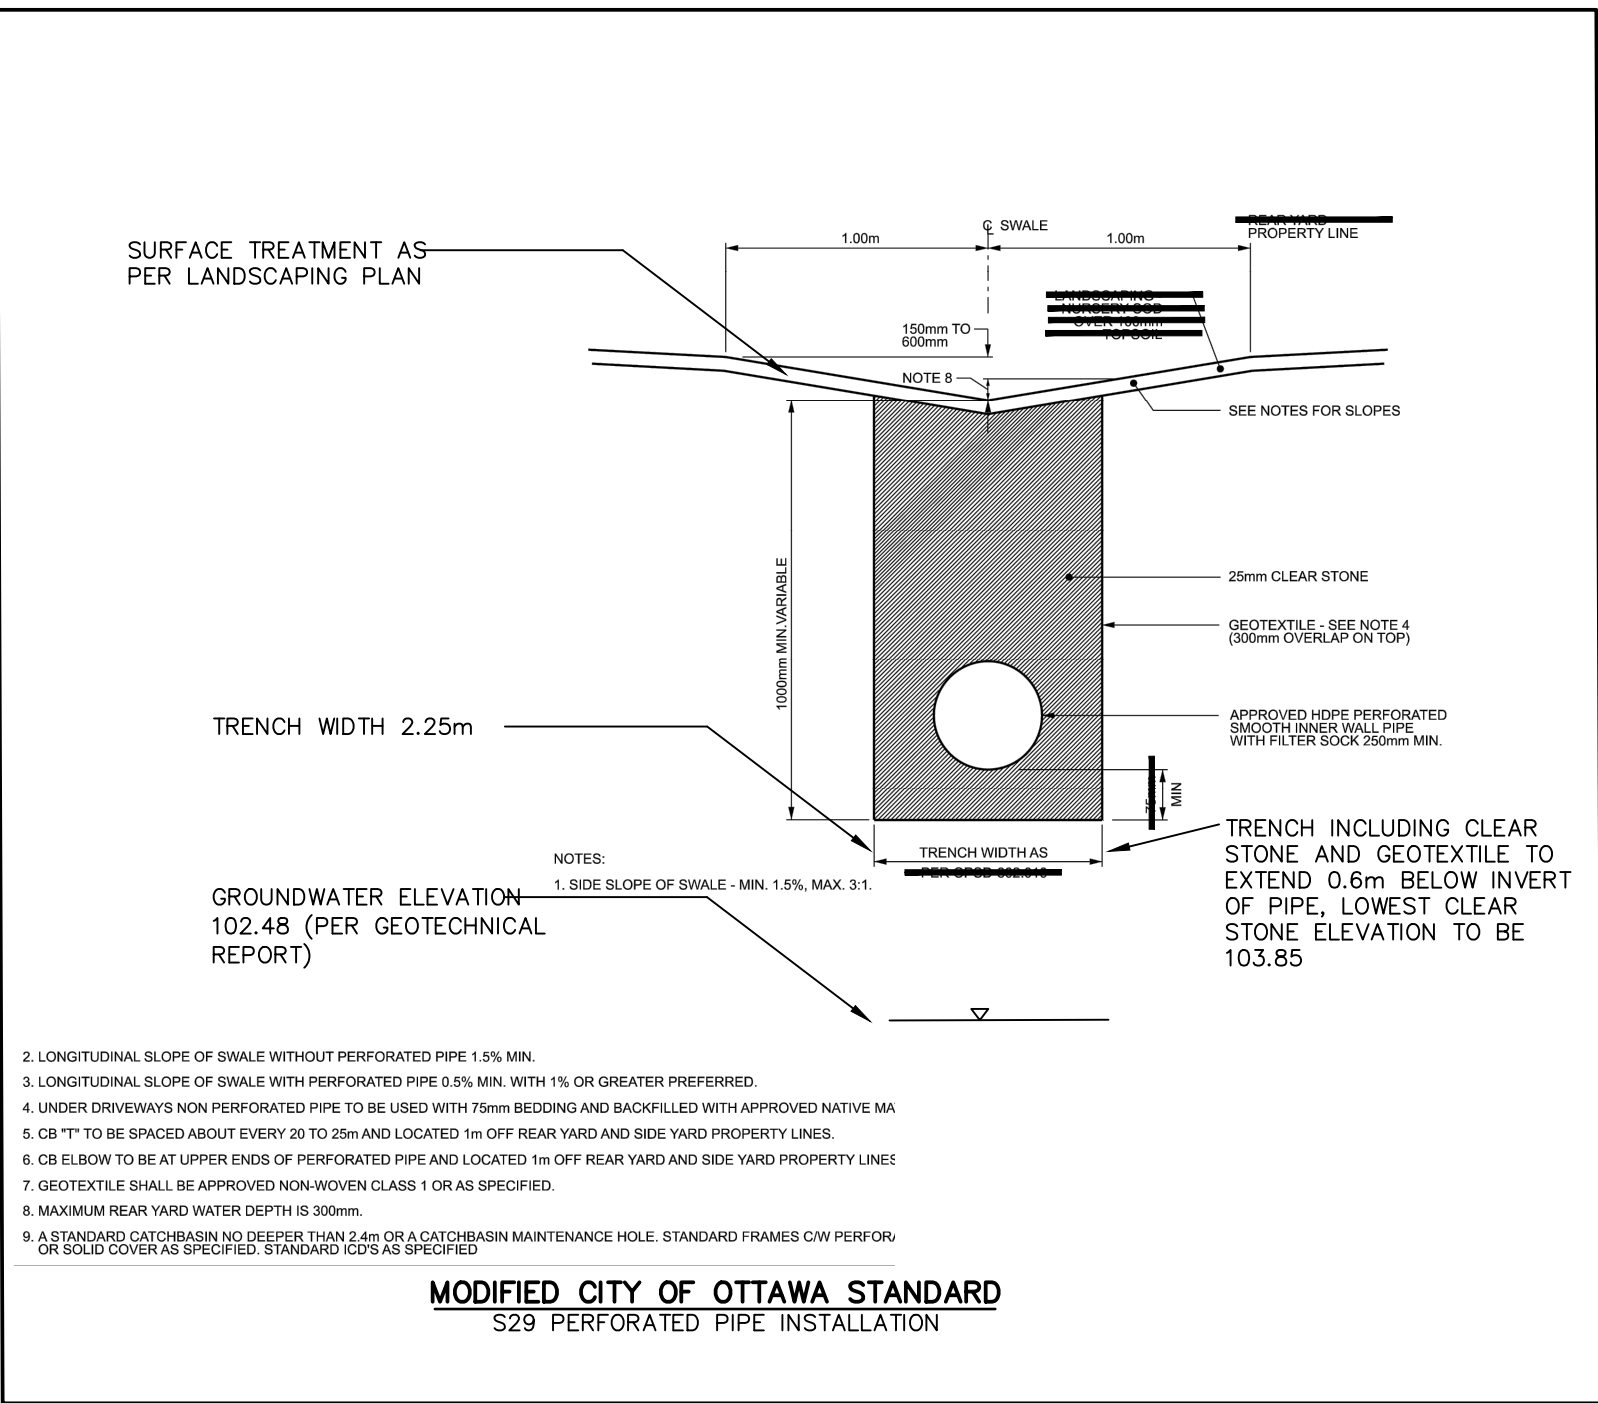 SURFACE TREATMENT AS
PER LANDSCAPING PLAN
℄ SWALE
1.00m
1.00m
REAR YARD
PROPERTY LINE
LANDSCAPING
NURSERY SOD
OVER 100mm
TOPSOIL
150mm TO
600mm
NOTE 8
SEE NOTES FOR SLOPES
1000mm MIN.VARIABLE
25mm CLEAR STONE
GEOTEXTILE - SEE NOTE 4
(300mm OVERLAP ON TOP)
TRENCH WIDTH 2.25m
APPROVED HDPE PERFORATED
SMOOTH INNER WALL PIPE
WITH FILTER SOCK 250mm MIN.
75mm
MIN
TRENCH INCLUDING CLEAR
STONE AND GEOTEXTILE TO
EXTEND 0.6m BELOW INVERT
OF PIPE, LOWEST CLEAR
STONE ELEVATION TO BE
103.85
TRENCH WIDTH AS
PER
NOTES:
1. SIDE SLOPE OF SWALE - MIN. 1.5%, MAX. 3:1.
GROUNDWATER ELEVATION
102.48 (PER GEOTECHNICAL
REPORT)
2. LONGITUDINAL SLOPE OF SWALE WITHOUT PERFORATED PIPE 1.5% MIN.
3. LONGITUDINAL SLOPE OF SWALE WITH PERFORATED PIPE 0.5% MIN. WITH 1% OR GREATER PREFERRED.
4. UNDER DRIVEWAYS NON PERFORATED PIPE TO BE USED WITH 75mm BEDDING AND BACKFILLED WITH APPROVED NATIVE MA
5. CB "T" TO BE SPACED ABOUT EVERY 20 TO 25m AND LOCATED 1m OFF REAR YARD AND SIDE YARD PROPERTY LINES.
6. CB ELBOW TO BE AT UPPER ENDS OF PERFORATED PIPE AND LOCATED 1m OFF REAR YARD AND SIDE YARD PROPERTY LINES
7. GEOTEXTILE SHALL BE APPROVED NON-WOVEN CLASS 1 OR AS SPECIFIED.
8. MAXIMUM REAR YARD WATER DEPTH IS 300mm.
9. A STANDARD CATCHBASIN NO DEEPER THAN 2.4m OR A CATCHBASIN MAINTENANCE HOLE. STANDARD FRAMES C/W PERFORA
OR SOLID COVER AS SPECIFIED. STANDARD ICD'S AS SPECIFIED
MODIFIED CITY OF OTTAWA STANDARD
S29 PERFORATED PIPE INSTALLATION